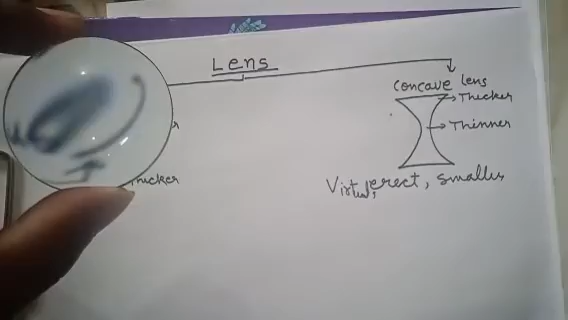 Lens
Concave lens
Thicker
Thinner
Thicker
Virtual, erect, smaller